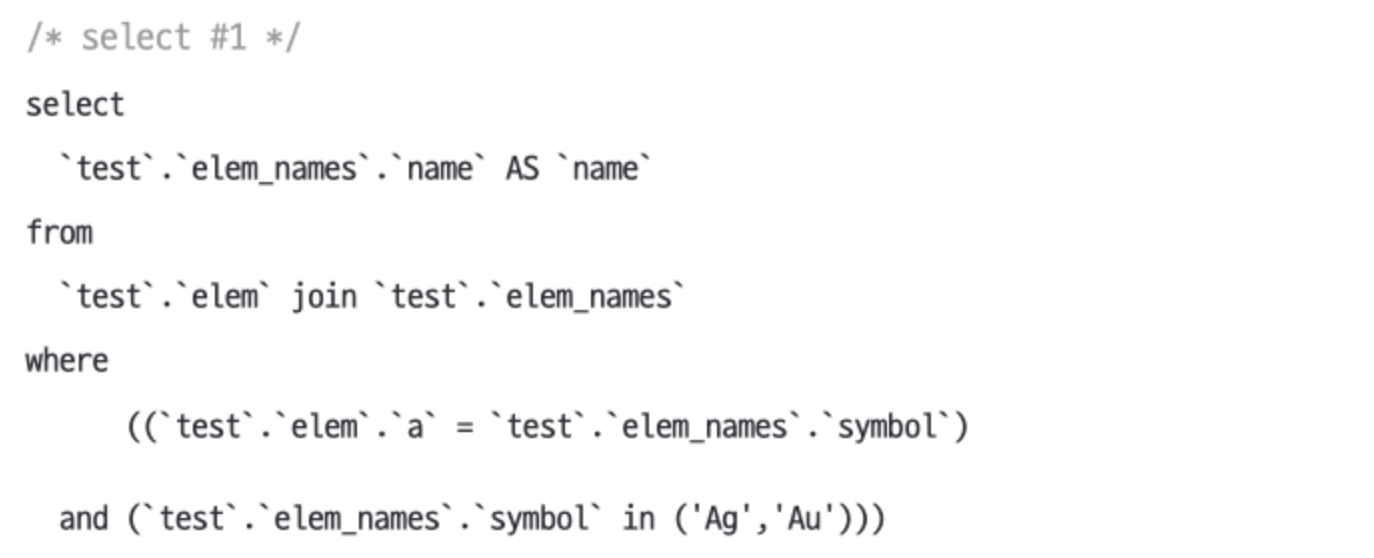 /* select #1 */
select
`test`.`elem_names`.`name` AS `name`
from
`test`.`elem` join `test`.`elem_names`
where
((`test`.`elem`.`a` = `test`.`elem_names`.`symbol`)
and (`test`.`elem_names`.`symbol` in ('Ag','Au')))